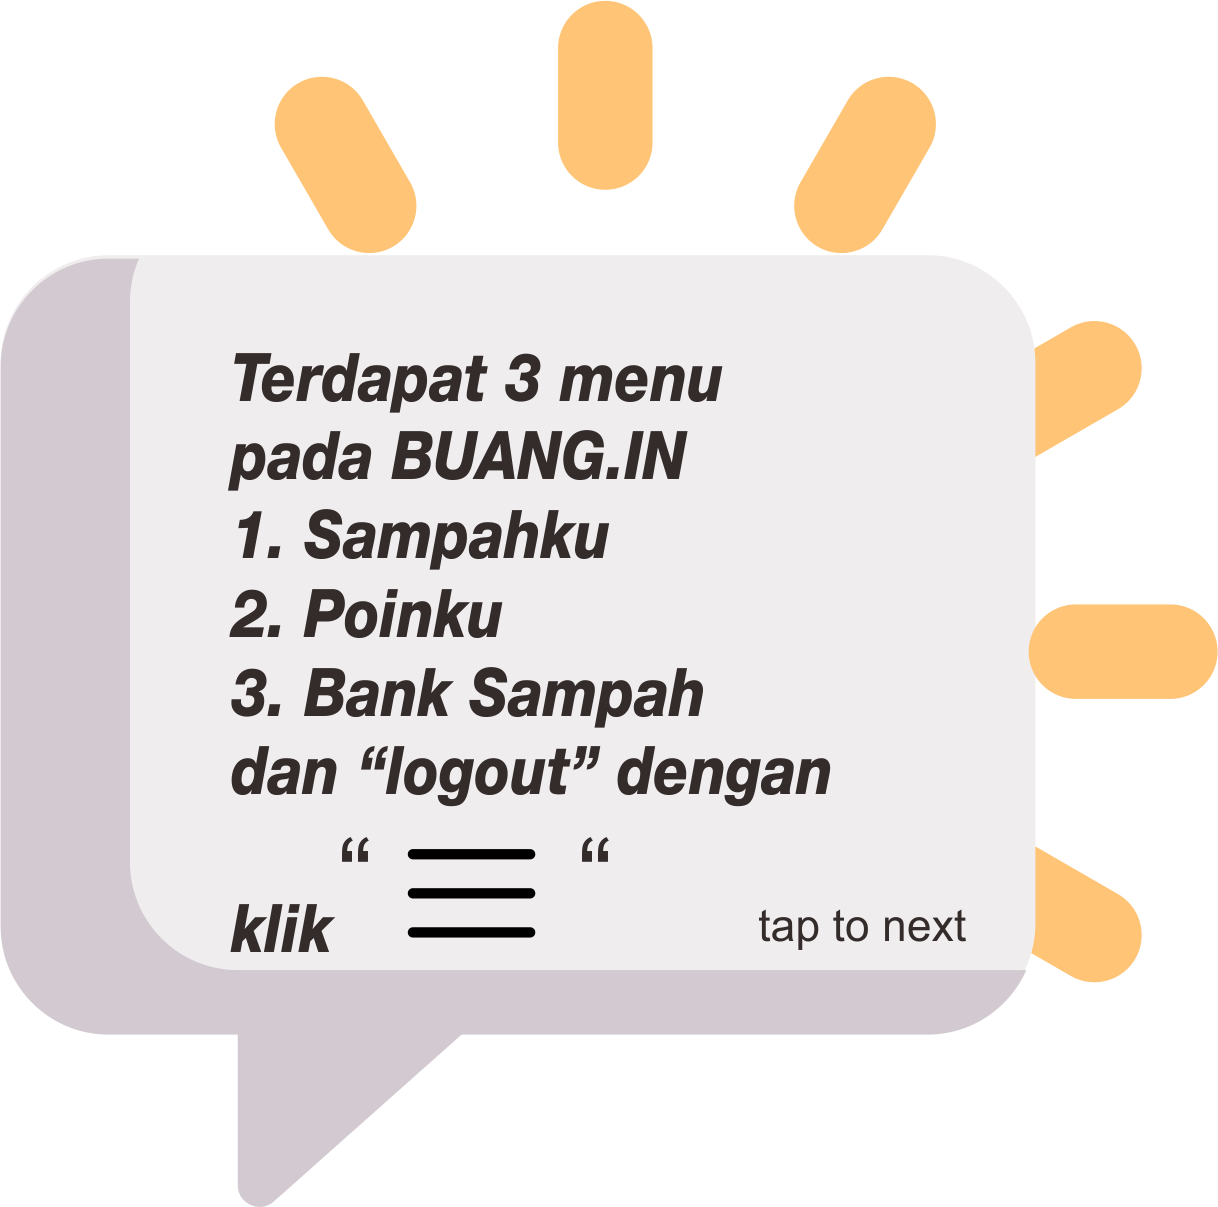 Terdapat 3 menu
pada BUANG.IN
1. Sampahku
2. Poinku
3. Bank Sampah
dan “logout” dengan
klik “ “
tap to next